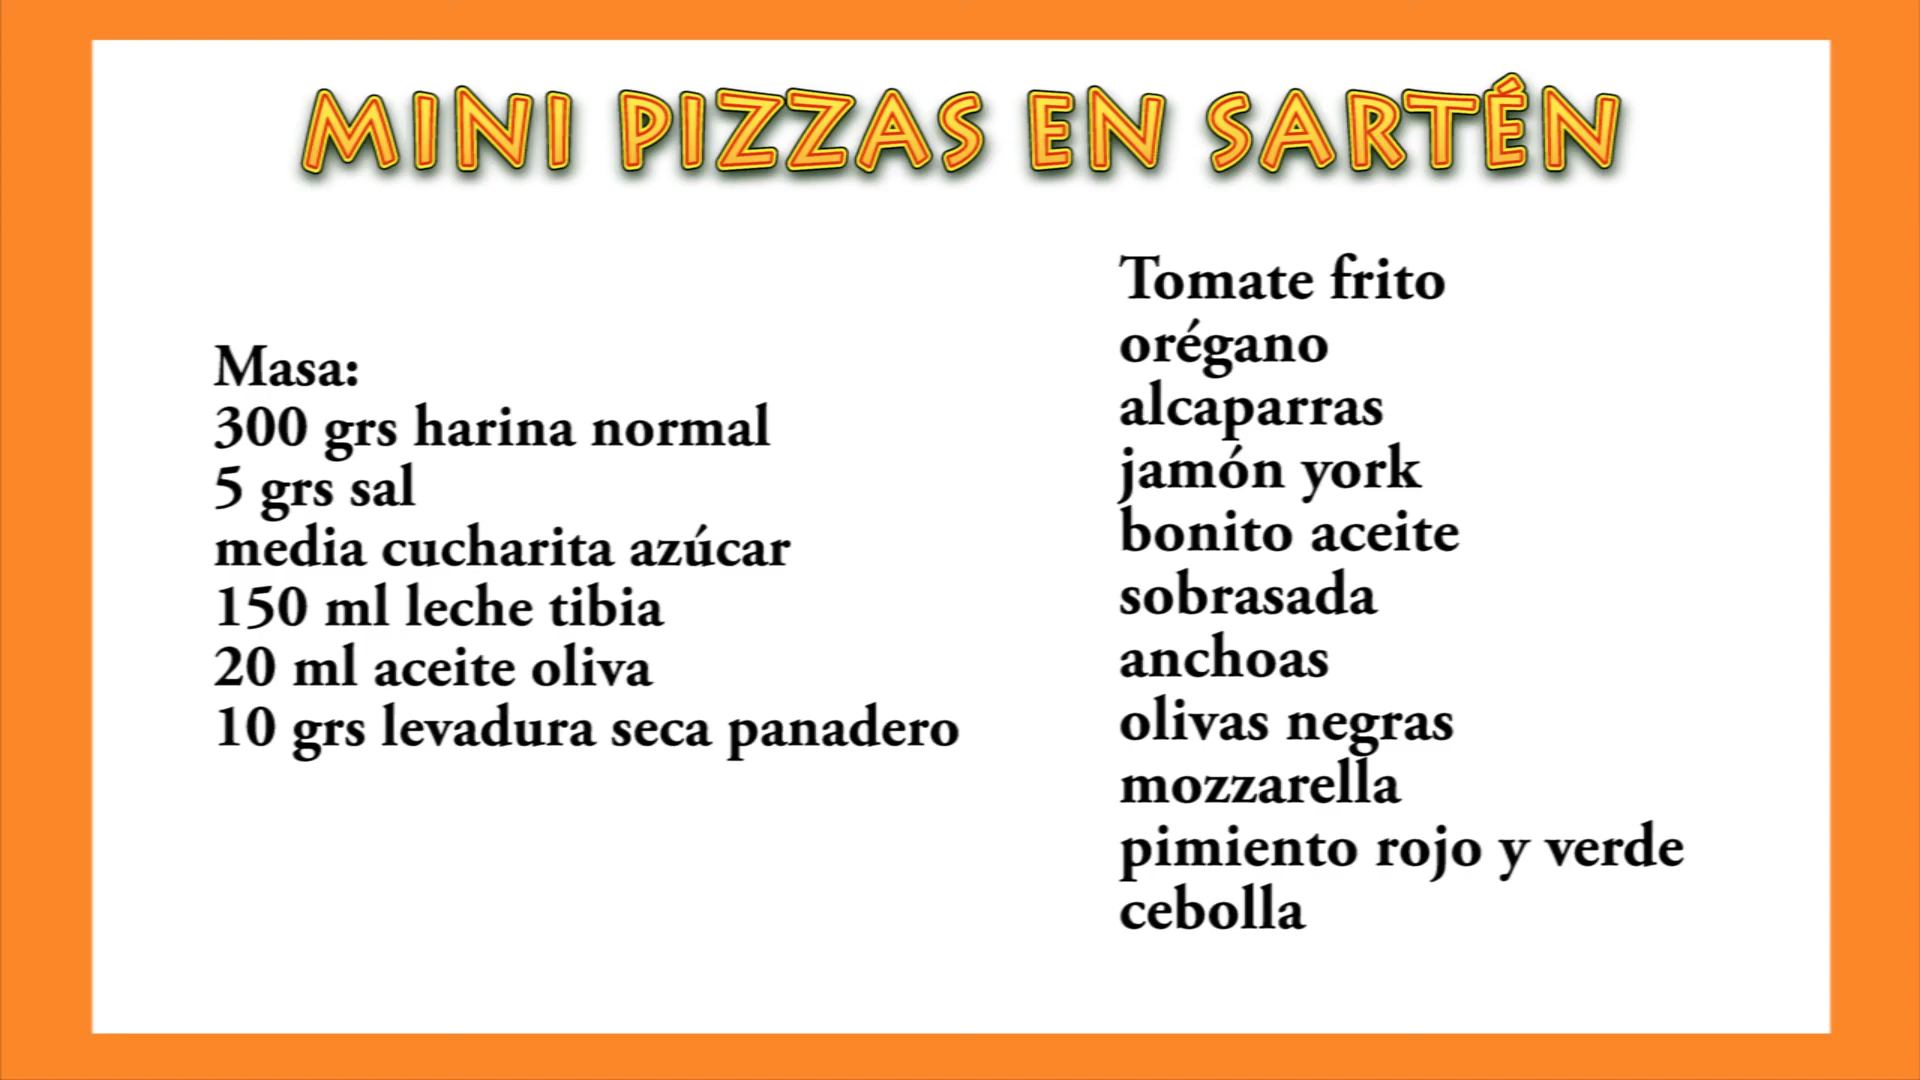 MINI PIZZAS EN SARTÉN
Masa:
300 grs harina normal
5 grs sal
media cucharita azúcar
150 ml leche tibia
20 ml aceite oliva
10 grs levadura seca panadero
Tomate frito
orégano
alcaparras
jamón york
bonito aceite
sobrasada
anchoas
olivas negras
mozzarella
pimiento rojo y verde
cebolla